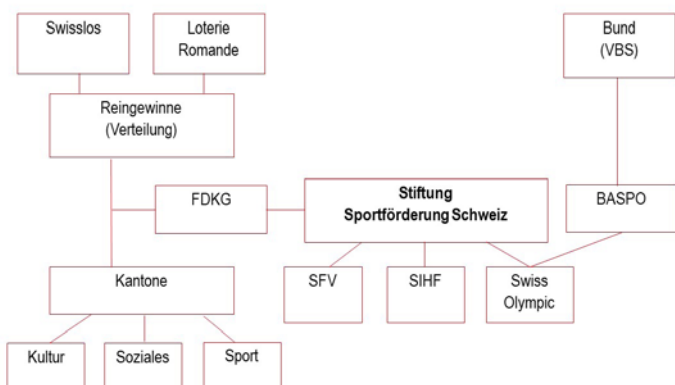 Swisslos
Loterie
Romande
Bund
(VBS)
Reingewinne
(Verteilung)
FDKG
Stiftung
Sportförderung Schweiz
BASPO
Kantone
SFV
SIHF
Swiss
Olympic
Kultur
Soziales
Sport